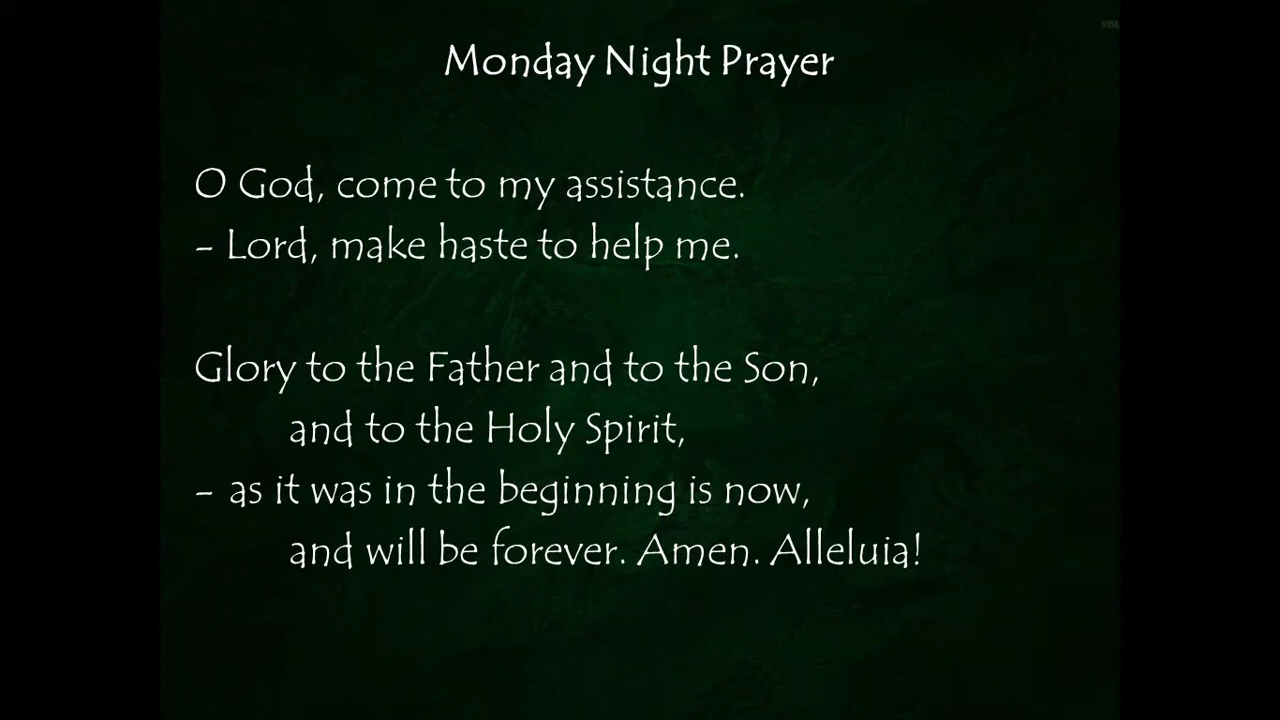 Monday Night Prayer
O God, come to my assistance.
- Lord, make haste to help me.
Glory to the Father and to the Son,
and to the Holy Spirit,
- as it was in the beginning is now,
and will be forever. Amen. Alleluia!